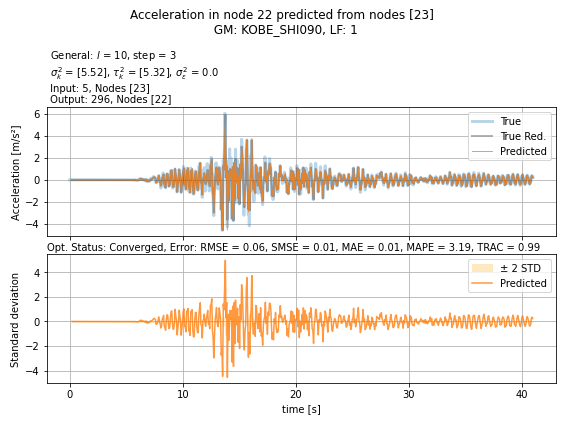 Acceleration in node 22 predicted from nodes [23]
GM: KOBE_SHI090, LF: 1
General: l = 10, step = 3
σ²ₖ = [5.52], τ²ₖ = [5.32], σ²ε = 0.0
Input: 5, Nodes [23]
Output: 296, Nodes [22]
6
4
2
0
−2
−4
Acceleration [m/s²]
True
True Red.
Predicted
Opt. Status: Converged, Error: RMSE = 0.06, SMSE = 0.01, MAE = 0.01, MAPE = 3.19, TRAC = 0.99
4
2
0
−2
−4
Standard deviation
± 2 STD
Predicted
0 10 20 30 40
time [s]